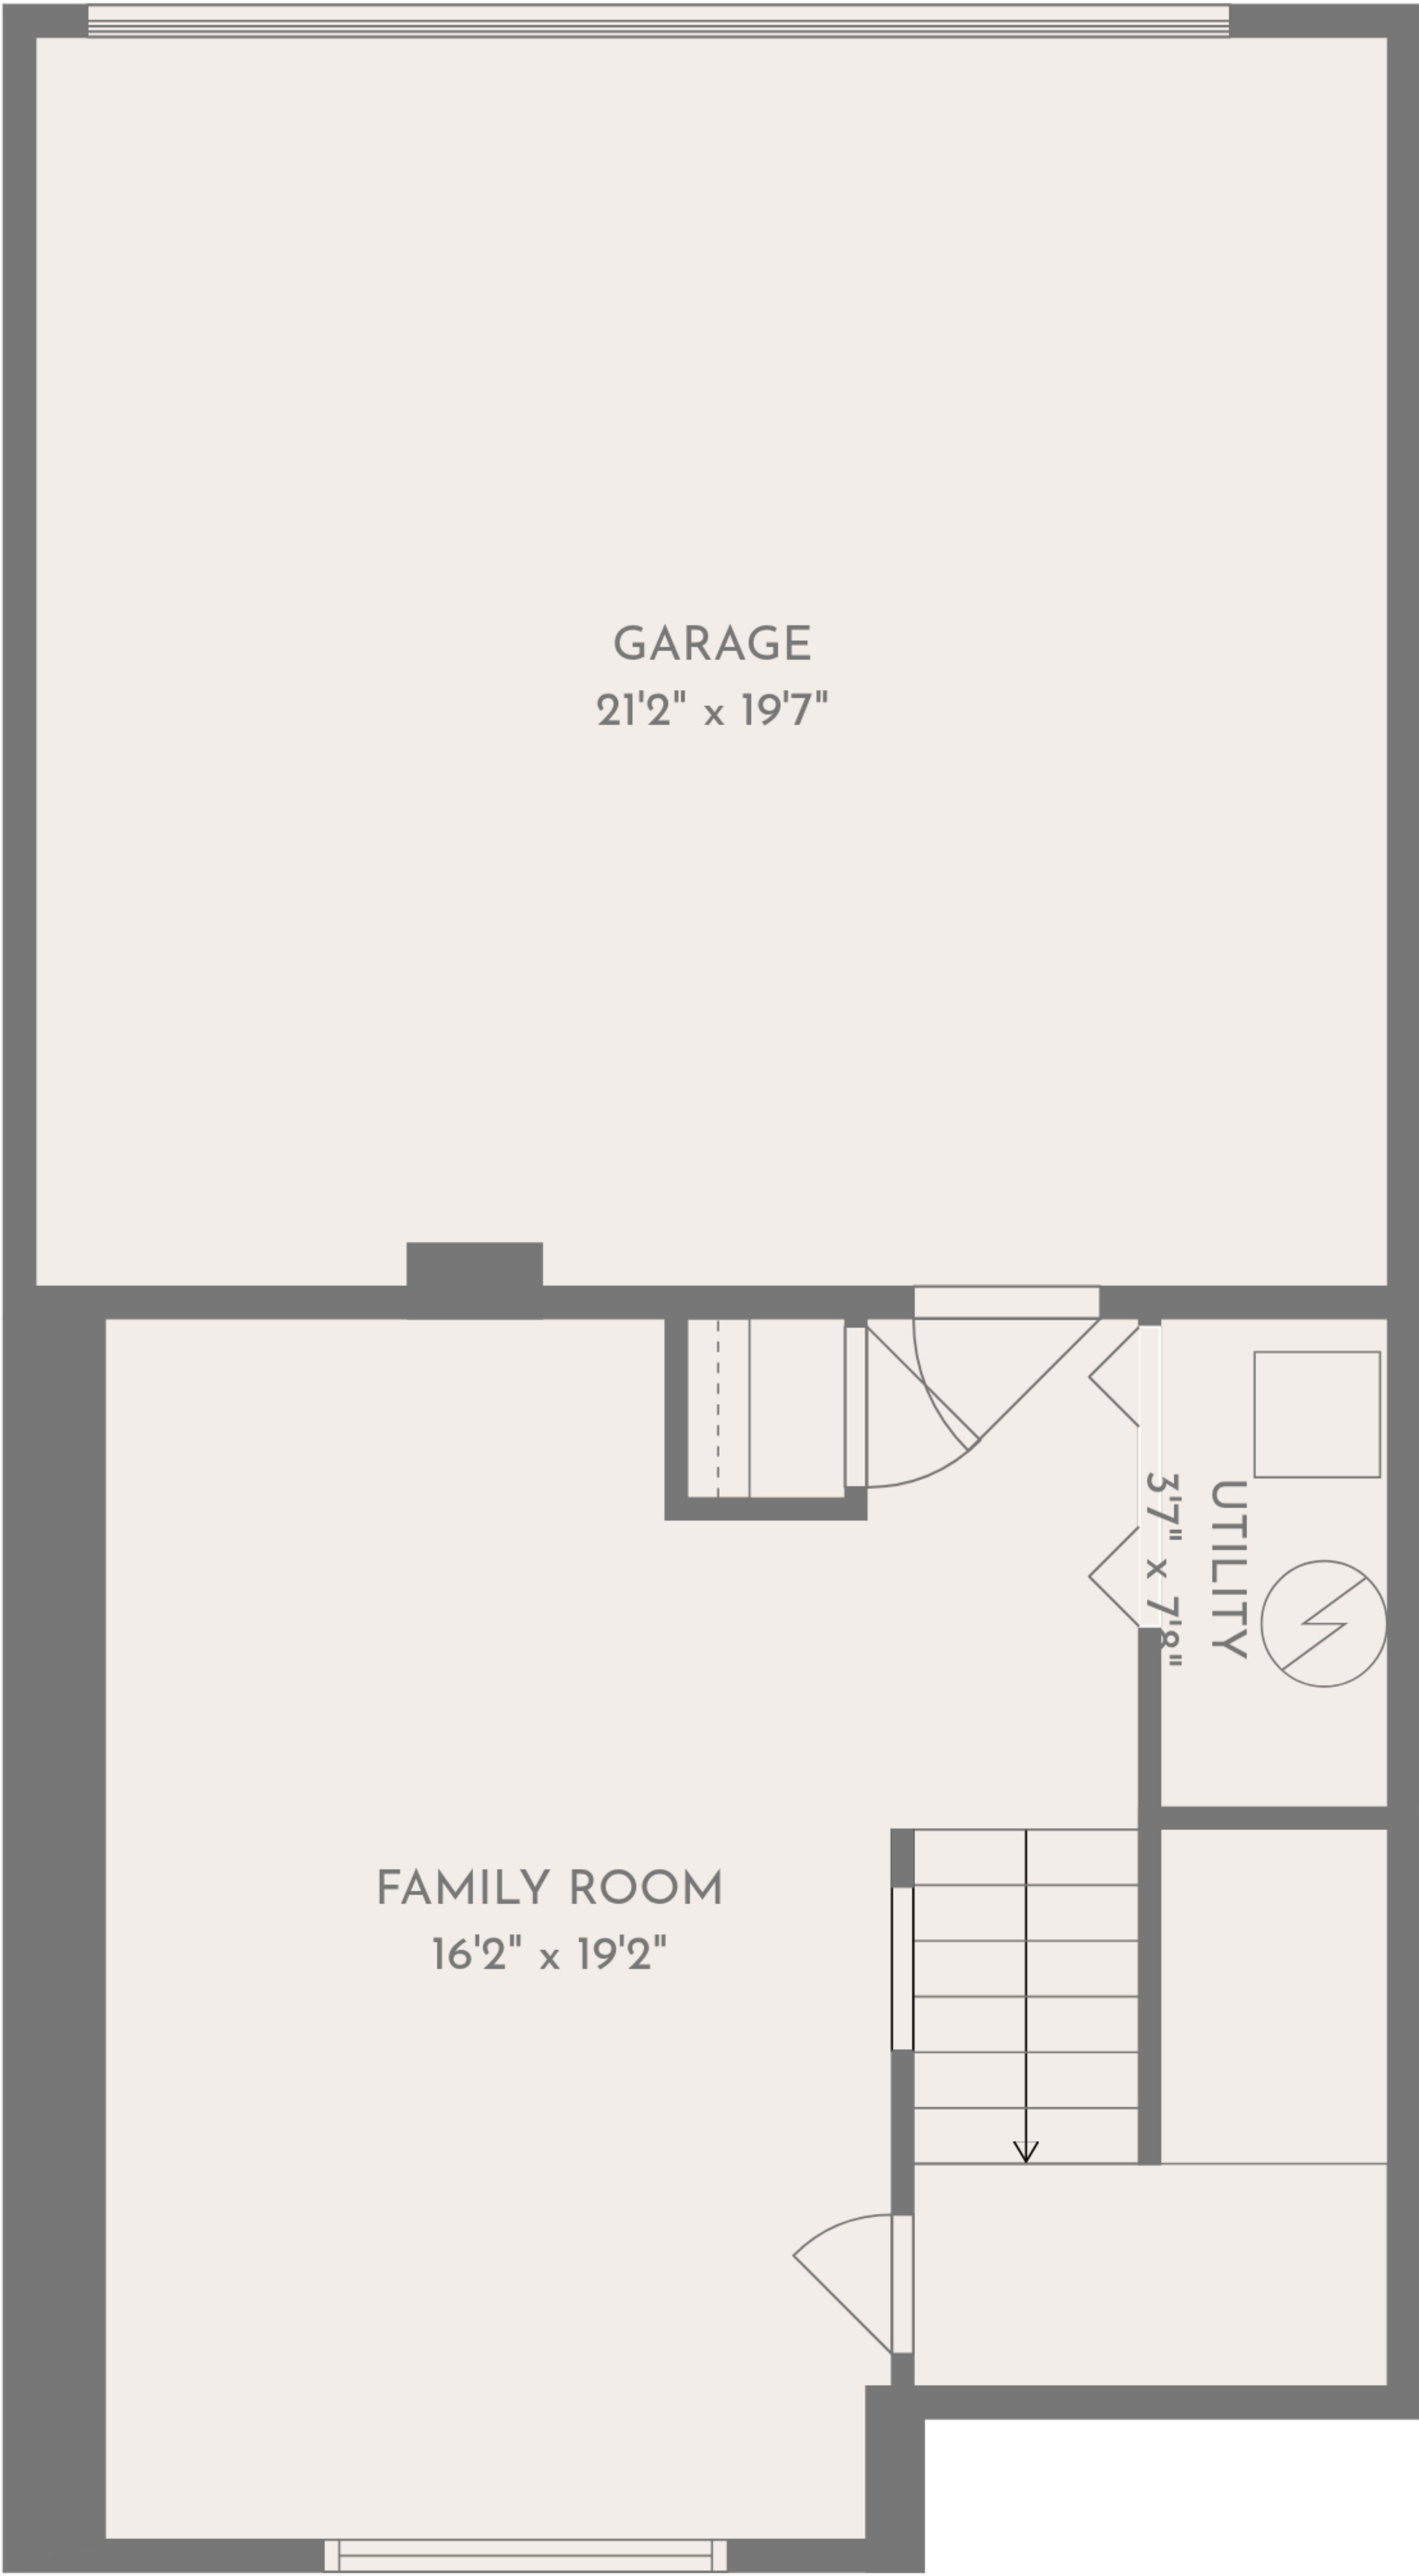 GARAGE
21'2" x 19'7"
UTILITY
3'7" x 7'8"
FAMILY ROOM
16'2" x 19'2"